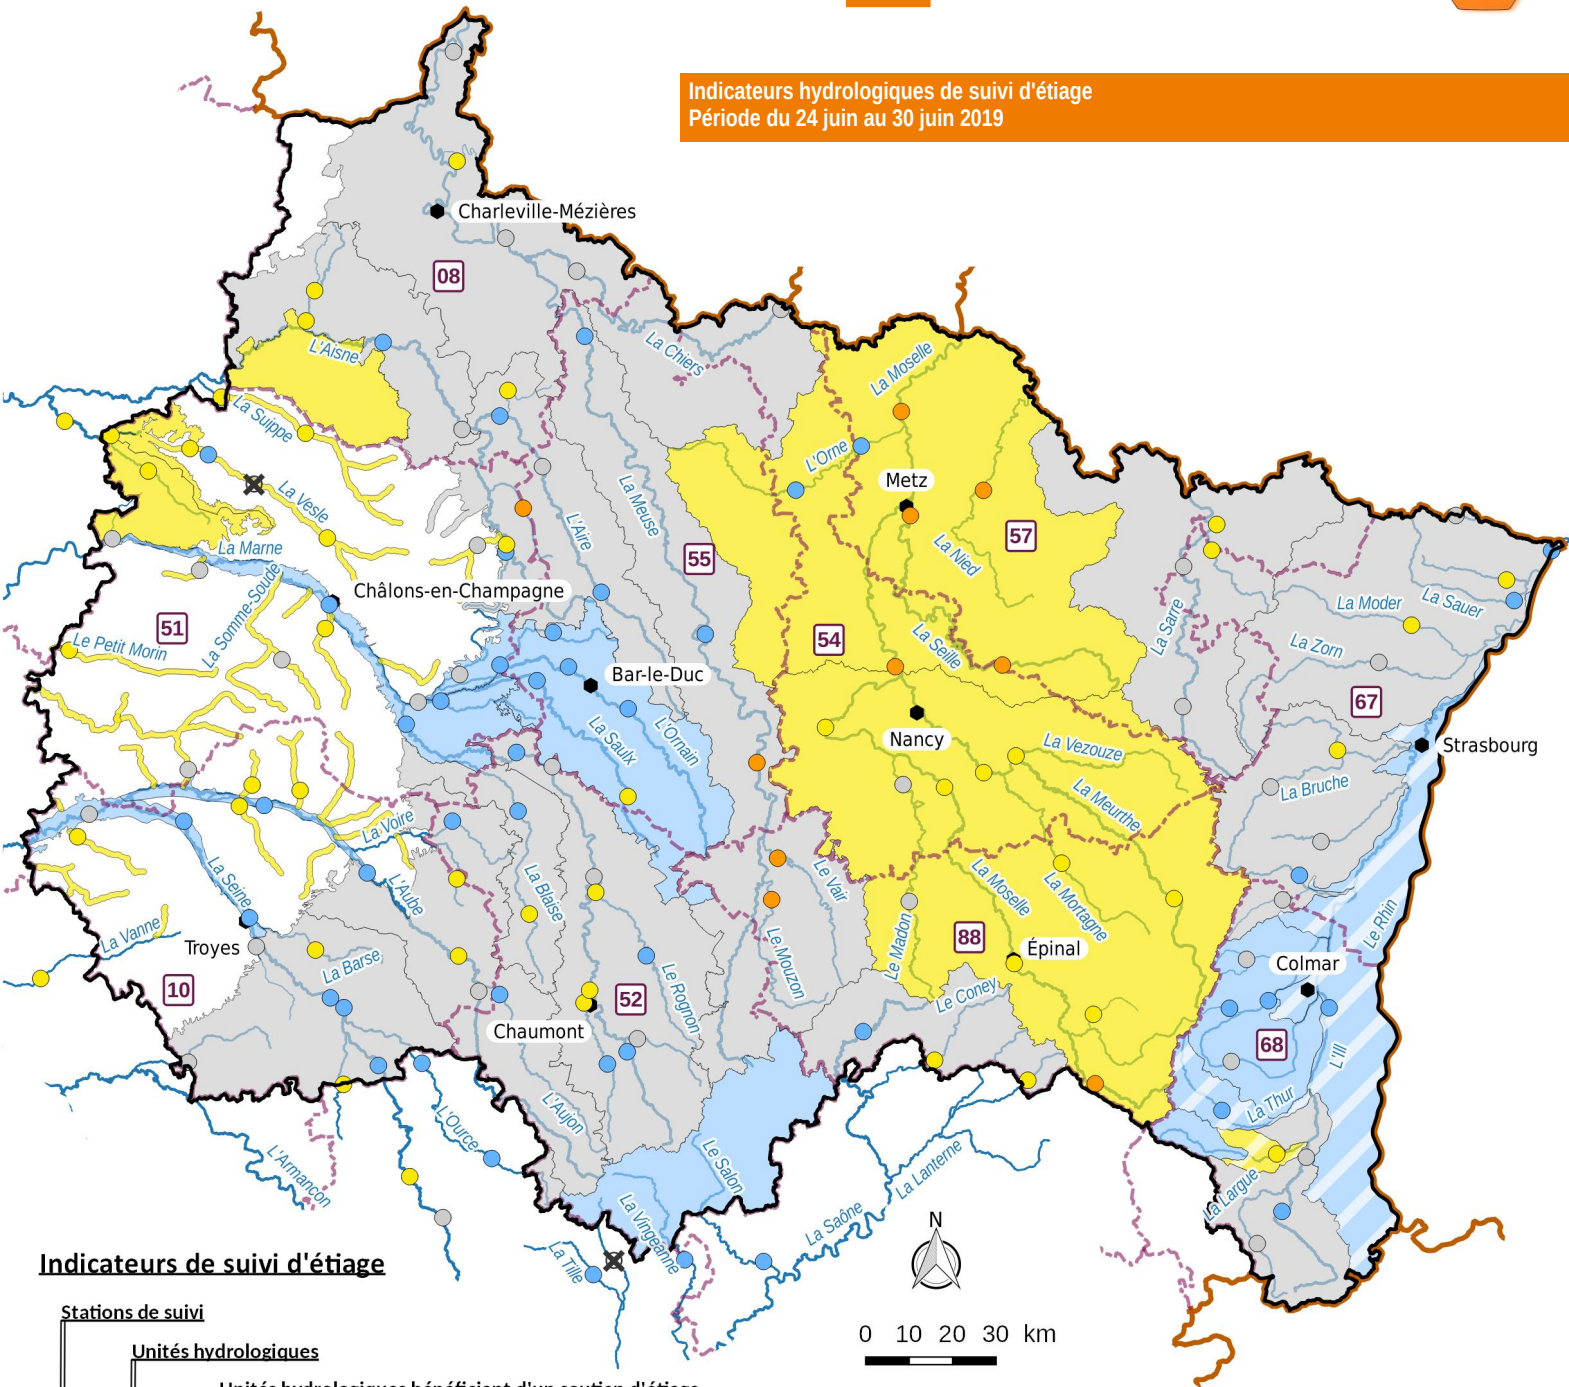 Indicateurs hydrologiques de suivi d'étiage
Période du 24 juin au 30 juin 2019
Charleville-Mézières
08
La Chiers
L'Aisne
La Moselle
La Suippe
L'Orne
Metz
La Vesle
La Meuse
L'Aire
57
La Nied
55
La Marne
Châlons-en-Champagne
La Somme-Soude
51
Le Petit Morin
54
La Seille
La Sarre
La Moder
La Sauer
La Zorn
67
Bar-le-Duc
La Saulx
L'Ornain
Nancy
La Vezouze
Strasbourg
La Bruche
La Meurthe
La Voire
La Seine
L'Aube
La Blaise
Le Vair
La Moselle
La Mortagne
Le Madon
88
Épinal
Le Rhin
La Vanne
Troyes
La Barse
10
Le Mouzon
Le Rognon
52
Chaumont
Le Coney
Colmar
68
L'Ill
La Thur
L'Ource
L'Aujon
L'Armançon
Le Salon
La Vingeanne
La Tille
La Lanterne
La Saône
La Largue
N
0 10 20 30 km
Indicateurs de suivi d'étiage
Stations de suivi
Unités hydrologiques
Unités hydrologiques bénéficient d'un soutien d'étiage